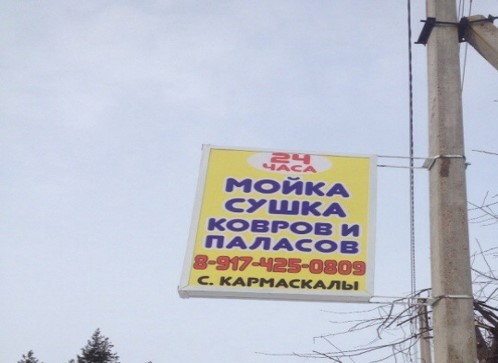 24
ЧАСА
МОЙКА
СУШКА
КОВРОВ И
ПАЛАСОВ
8-917-425-0809
С. КАРМАСКАЛЫ